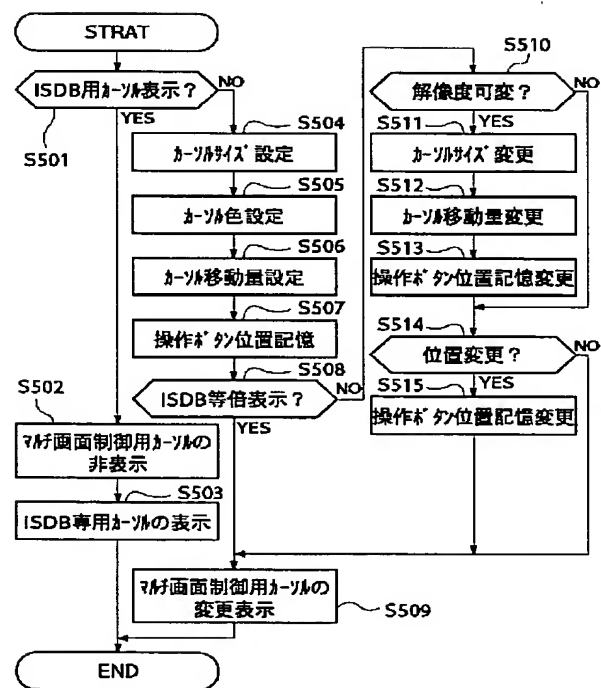 STRAT
ISDB用ｶｰｿﾙ表示？
NO
YES
S501
S504
ｶｰｿﾙｻｲｽﾞ設定
S505
ｶｰｿﾙ色設定
S506
ｶｰｿﾙ移動量設定
S507
操作ﾎﾞﾀﾝ位置記憶
S508
ISDB等倍表示？
NO
YES
S502
ﾏﾙﾁ画面制御用ｶｰｿﾙの
非表示
S503
ISDB専用ｶｰｿﾙの表示
S510
解像度可変？
NO
YES
S511
ｶｰｿﾙｻｲｽﾞ変更
S512
ｶｰｿﾙ移動量変更
S513
操作ﾎﾞﾀﾝ位置記憶変更
S514
位置変更？
NO
YES
S515
操作ﾎﾞﾀﾝ位置記憶変更
ﾏﾙﾁ画面制御用ｶｰｿﾙの
変更表示
S509
END